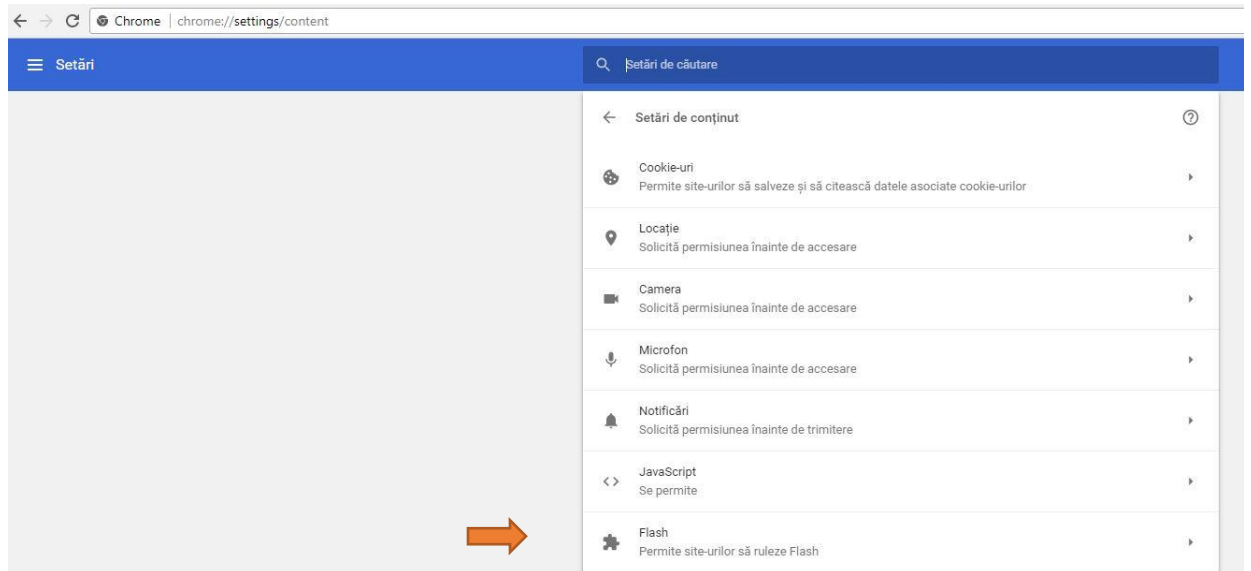 Chrome | chrome://settings/content
Setări
Setări de căutare
Setări de conținut
Cookie-uri
Permite site-urilor să salveze și să citească datele asociate cookie-urilor
Locație
Solicită permisiunea înainte de accesare
Camera
Solicită permisiunea înainte de accesare
Microfon
Solicită permisiunea înainte de accesare
Notificări
Solicită permisiunea înainte de trimitere
JavaScript
Se permite
Flash
Permite site-urilor să ruleze Flash